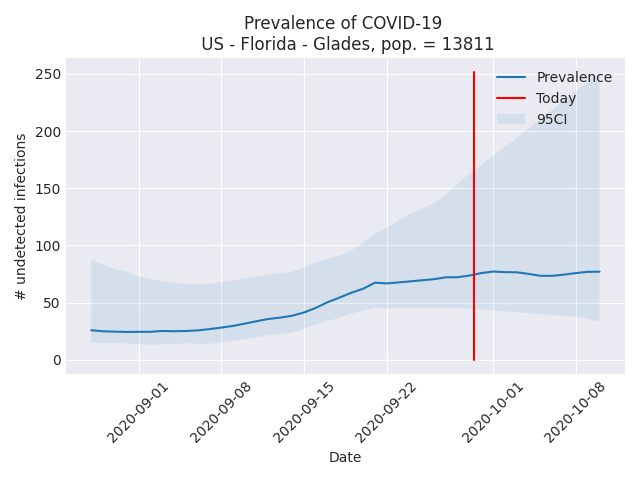 Prevalence of COVID-19
US - Florida - Glades, pop. = 13811
Prevalence
Today
95CI
# undetected infections
250
200
150
100
50
0
2020-09-01
2020-09-08
2020-09-15
2020-09-22
2020-10-01
2020-10-08
Date